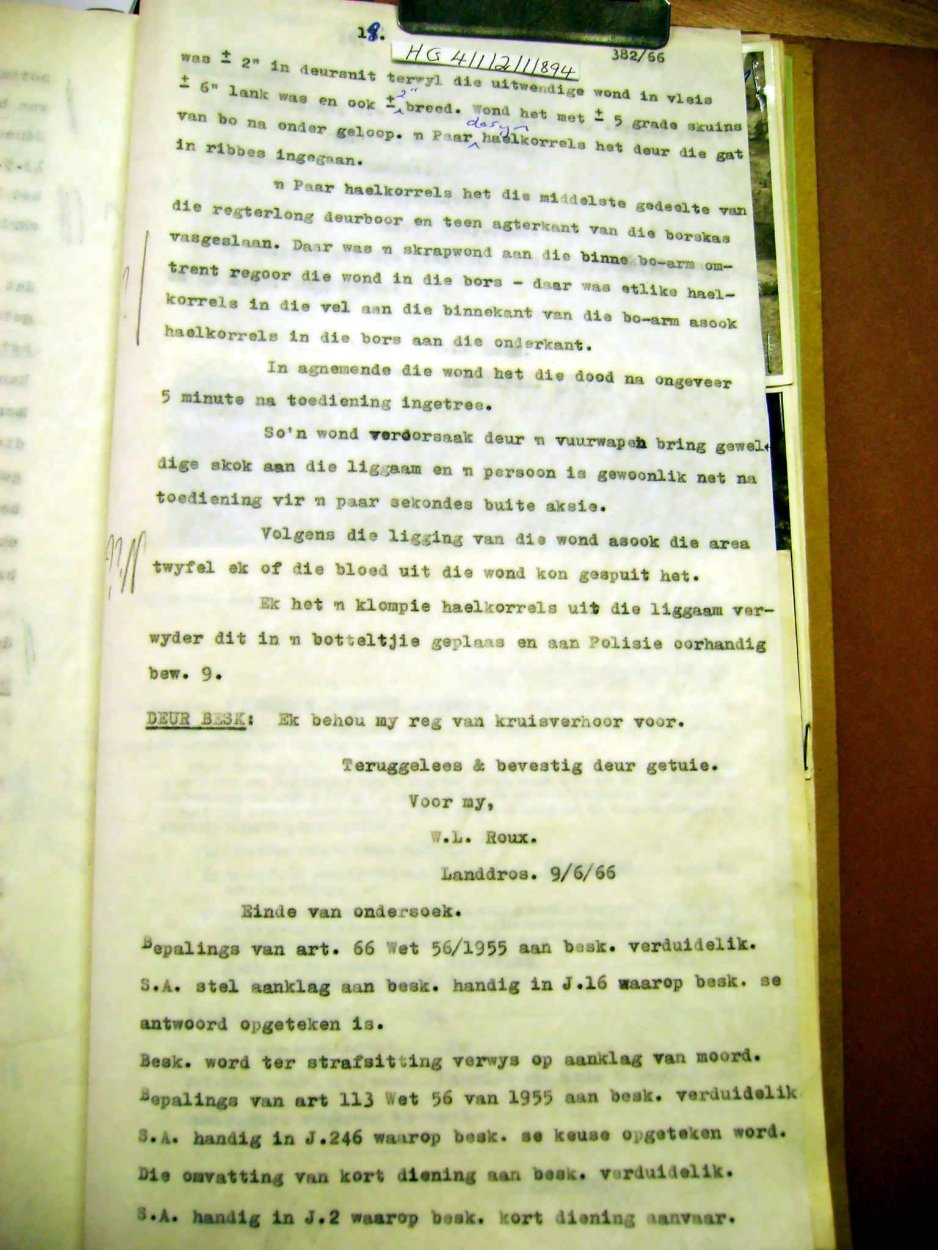 18.
HG 4/1/2/1/894
382/66
was ± 2" in deursnit terwyl die uitwendige wond in vleis
± 6" lank was en ook ± 2" breed. Wond het met ± 5 grade skuins
van bo na onder geloop. 'n Paar dosyn haelkorrels het deur die gat
in ribbes ingegaan.
'n Paar haelkorrels het die middelste gedeelte van
die regterlong deurboor en teen agterkant van die borskas
vasgeslaan. Daar was 'n skrapwond aan die binne bo-arm om-
trent regoor die wond in die bors - daar was etlike hael-
korrels in die vel aan die binnekant van die bo-arm asook
haelkorrels in die bors aan die onderkant.
In agnemende die wond het die dood na ongeveer
5 minute na toediening ingetree.
So'n wond veroorsaak deur 'n vuurwapen bring gewel-
dige skok aan die liggaam en 'n persoon is gewoonlik net na
toediening vir 'n paar sekondes buite aksie.
Volgens die ligging van die wond asook die area
twyfel ek of die bloed uit die wond kon gespuit het.
Ek het 'n klompie haelkorrels uit die liggaam ver-
wyder dit in 'n botteltjie geplaas en aan Polisie oorhandig
bew. 9.
DEUR BESK: Ek behou my reg van kruisverhoor voor.
Teruggelees & bevestig deur getuie.
Voor my,
W.L. Roux.
Landdros. 9/6/66
Einde van ondersoek.
Bepalings van art. 66 Wet 56/1955 aan besk. verduidelik.
S.A. stel aanklag aan besk. handig in J.16 waarop besk. se
antwoord opgeteken is.
Besk. word ter strafsitting verwys op aanklag van moord.
Bepalings van art 113 Wet 56 van 1955 aan besk. verduidelik
S.A. handig in J.246 waarop besk. se keuse opgeteken word.
Die omvatting van kort diening aan besk. verduidelik.
S.A. handig in J.2 waarop besk. kort diening aanvaar.